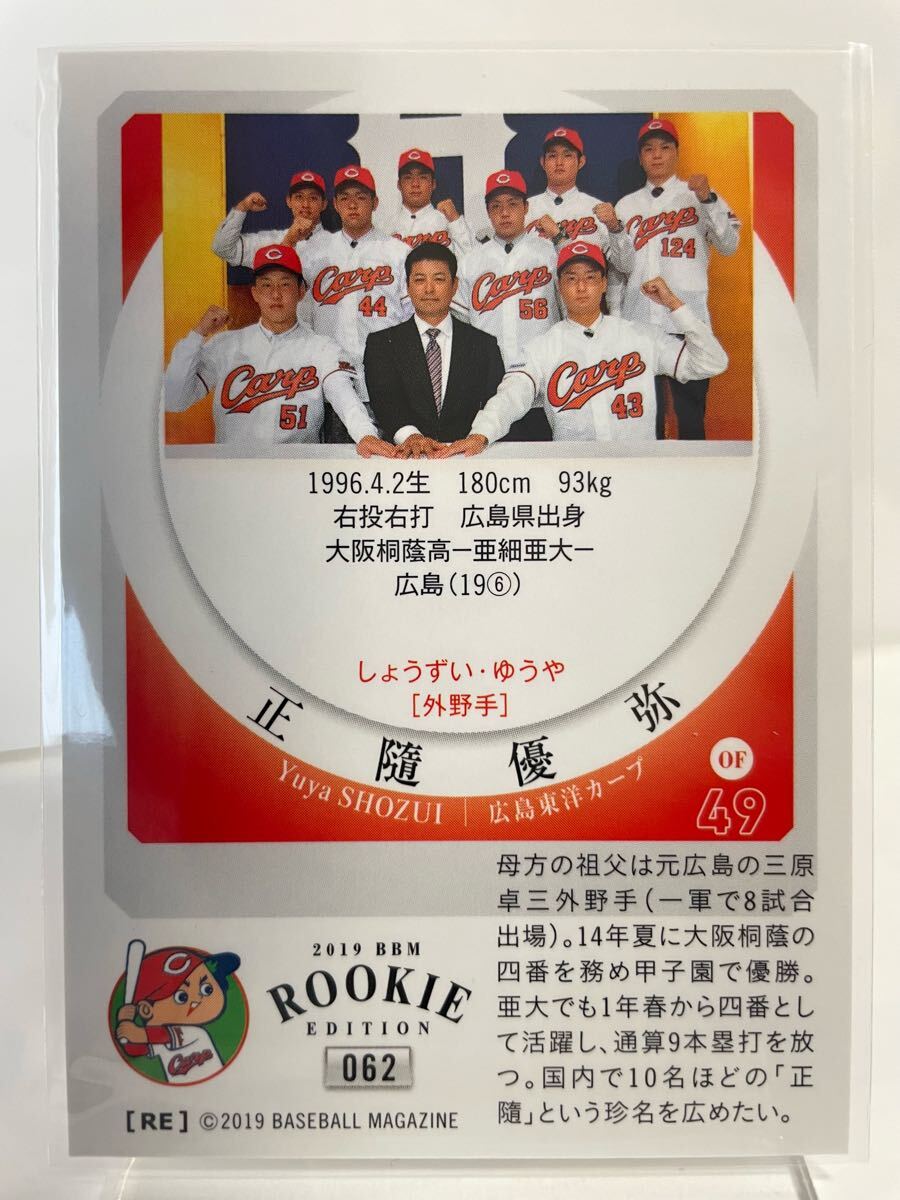 Carp
124
Carp
44
Carp
56
Carp
51
Carp
43
1996.4.2生 180cm 93kg
右投右打 広島県出身
大阪桐蔭高ー亜細亜大ー
広島(19⑥)
しょうずい・ゆうや
[外野手]
正隨優弥
Yuya SHOZUI | 広島東洋カープ
OF
49
母方の祖父は元広島の三原
卓三外野手(一軍で8試合
出場)。14年夏に大阪桐蔭の
四番を務め甲子園で優勝。
亜大でも1年春から四番とし
て活躍し、通算9本塁打を放
つ。国内で10名ほどの「正
隨」という珍名を広めたい。
2019 BBM
ROOKIE
EDITION
062
Carp
[RE] ©2019 BASEBALL MAGAZINE